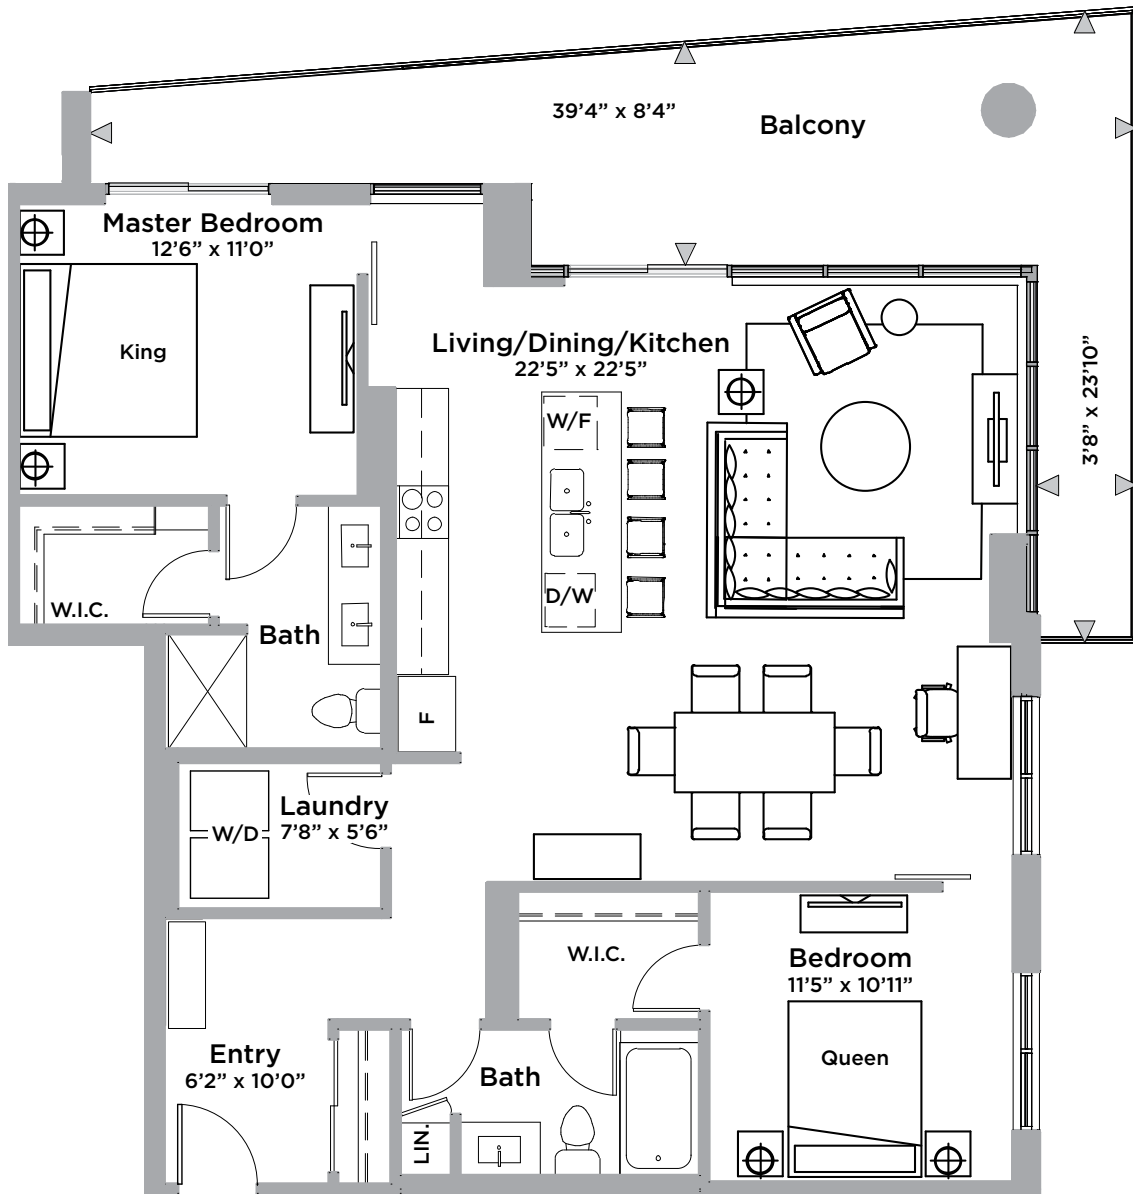 39’4” x 8’4”
Balcony
Master Bedroom
12’6” x 11’0”
King
Living/Dining/Kitchen
22’5” x 22’5”
3’8” x 23’10”
W/F
D/W
W.I.C.
Bath
F
Laundry
7’8” x 5’6”
W/D
W.I.C.
Bedroom
11’5” x 10’11”
Queen
Entry
6’2” x 10’0”
Bath
LIN.